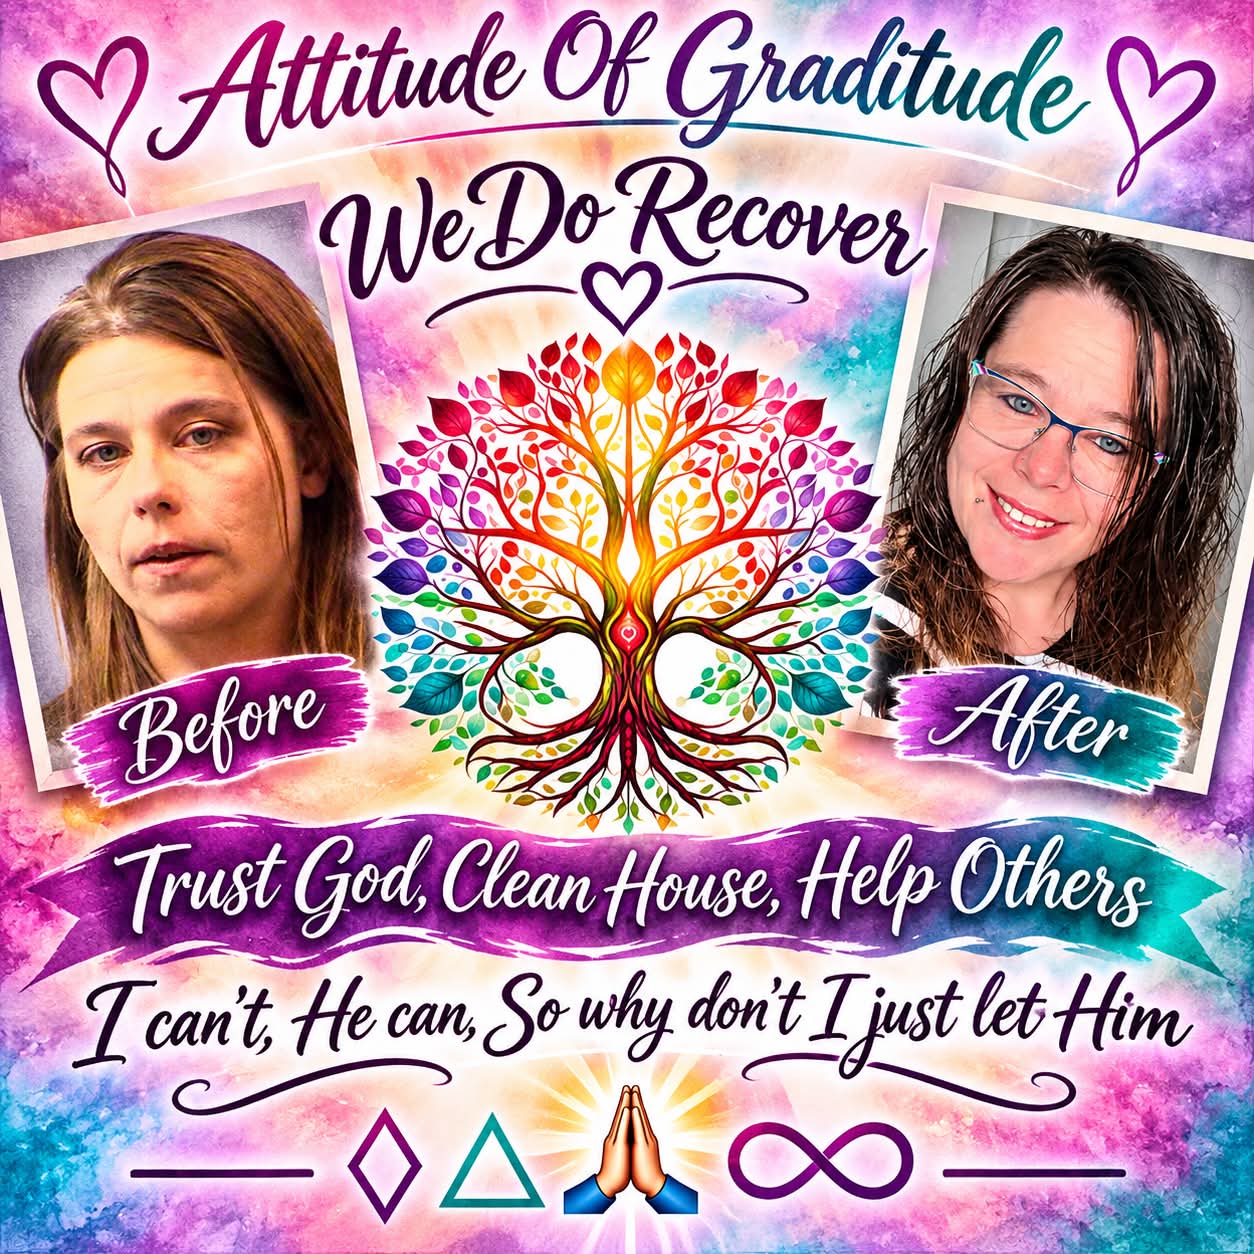 Attitude Of Graditude
We Do Recover
Before
After
Trust God, Clean House, Help Others
I can't, He can, So why don't I just let Him